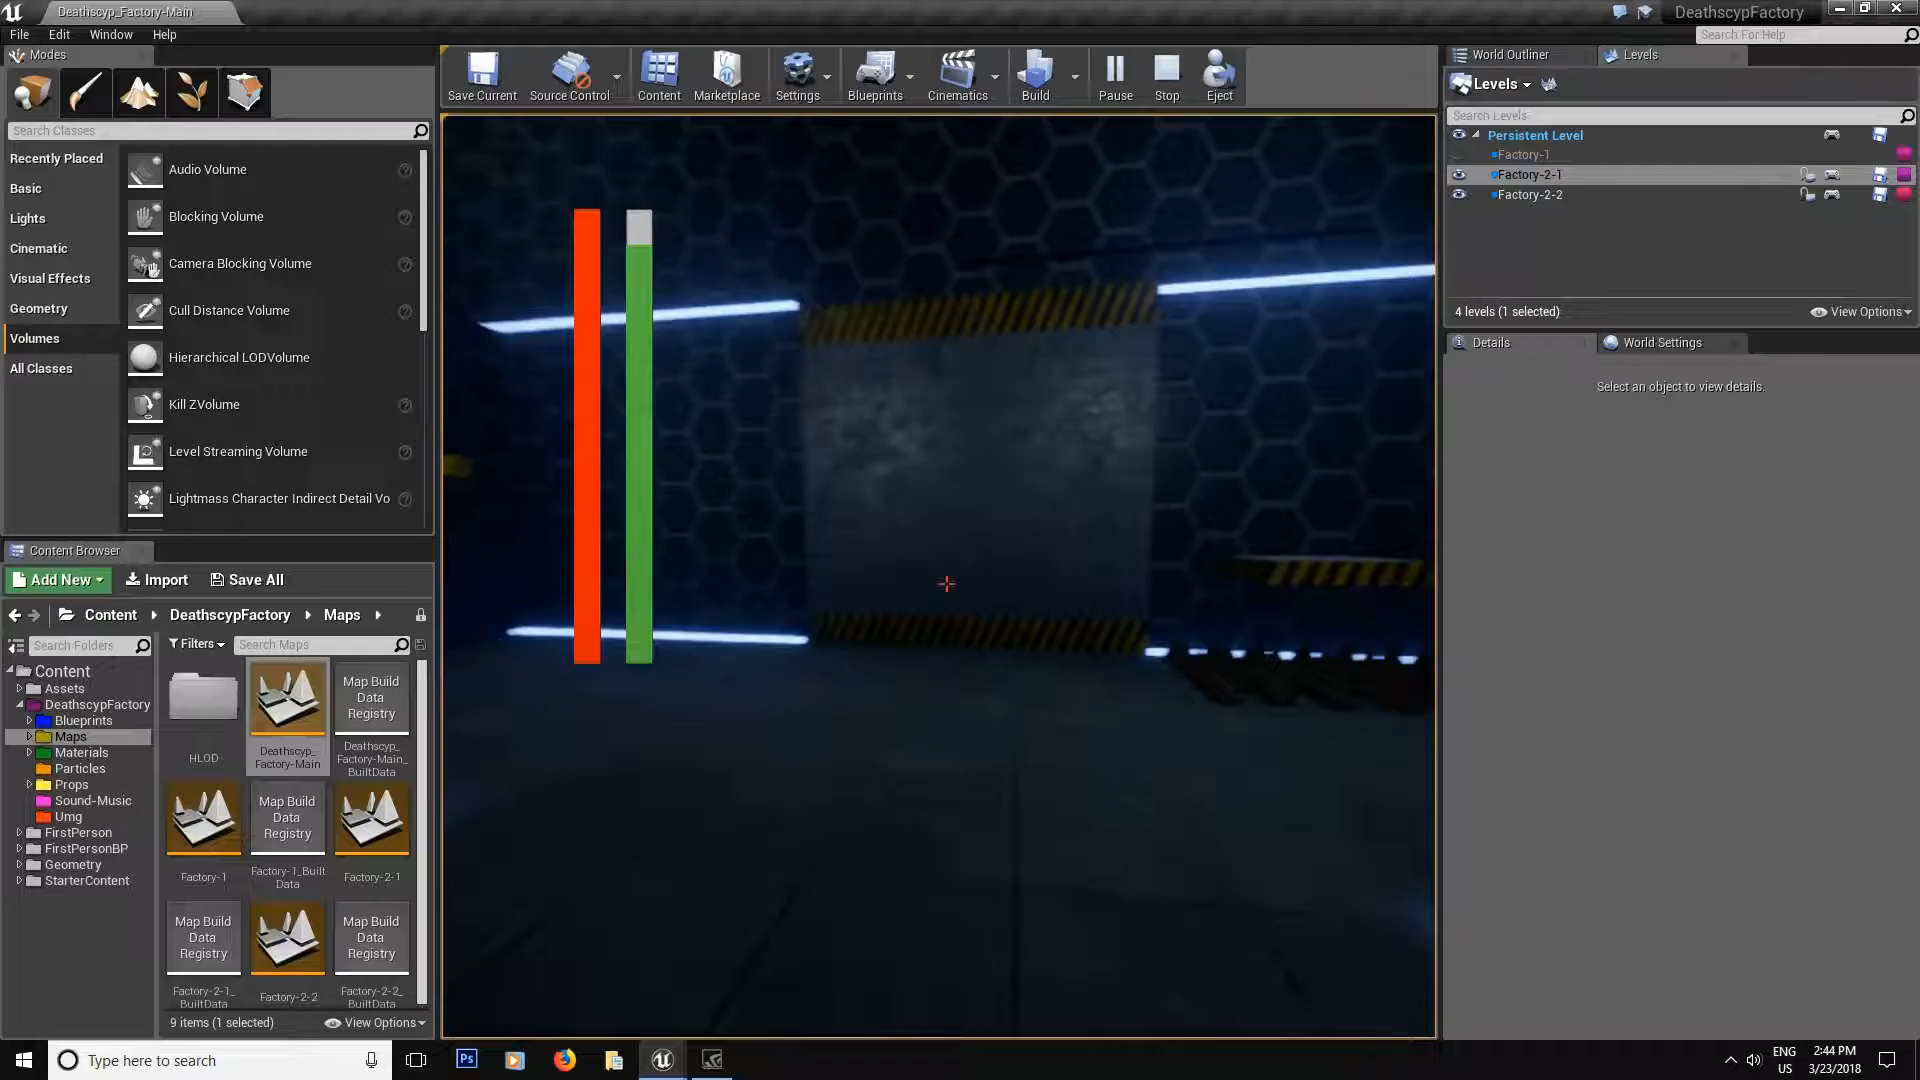 Deathscyp_Factory-Main
DeathscypFactory
File Edit Window Help
Search For Help
Modes
Save Current
Source Control
Content
Marketplace
Settings
Blueprints
Cinematics
Build
Pause
Stop
Eject
World Outliner
Levels
Levels
Search Levels
Persistent Level
Factory-1
Factory-2-1
Factory-2-2
4 levels (1 selected)
View Options
Details
World Settings
Select an object to view details.
Search Classes
Recently Placed
Basic
Lights
Cinematic
Visual Effects
Geometry
Volumes
All Classes
Audio Volume
Blocking Volume
Camera Blocking Volume
Cull Distance Volume
Hierarchical LODVolume
Kill ZVolume
Level Streaming Volume
Lightmass Character Indirect Detail Vo
Content Browser
Add New
Import
Save All
Content
DeathscypFactory
Maps
Search Folders
Filters
Search Maps
Content
Assets
DeathscypFactory
Blueprints
Maps
Materials
Particles
Props
Sound-Music
Umg
FirstPerson
FirstPersonBP
Geometry
StarterContent
HLOD
Deathscyp_
Factory-Main
Map Build
Data
Registry
Deathscyp_
Factory-Main_
BuiltData
Factory-1
Map Build
Data
Registry
Factory-1_Built
Data
Factory-2-1
Map Build
Data
Registry
Factory-2-1_
BuiltData
Factory-2-2
Map Build
Data
Registry
Factory-2-2_
BuiltData
9 items (1 selected)
View Options
Type here to search
Ps
ENG
US
2:44 PM
3/23/2018